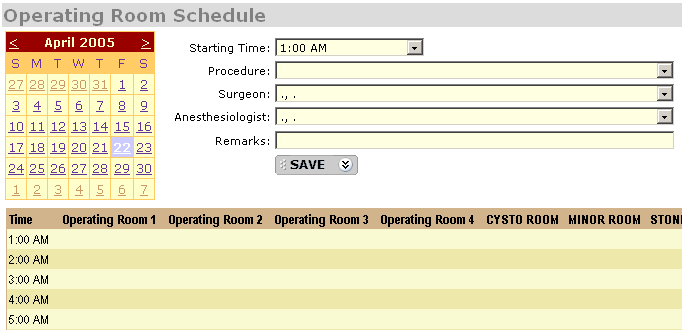 Operating Room Schedule
< April 2005 >
S M T W T F S
27 28 29 30 31 1 2
3 4 5 6 7 8 9
10 11 12 13 14 15 16
17 18 19 20 21 22 23
24 25 26 27 28 29 30
1 2 3 4 5 6 7
Starting Time: 1:00 AM
Procedure:
Surgeon: ., .
Anesthesiologist: ., .
Remarks:
SAVE
Time Operating Room 1 Operating Room 2 Operating Room 3 Operating Room 4 CYSTO ROOM MINOR ROOM
1:00 AM
2:00 AM
3:00 AM
4:00 AM
5:00 AM